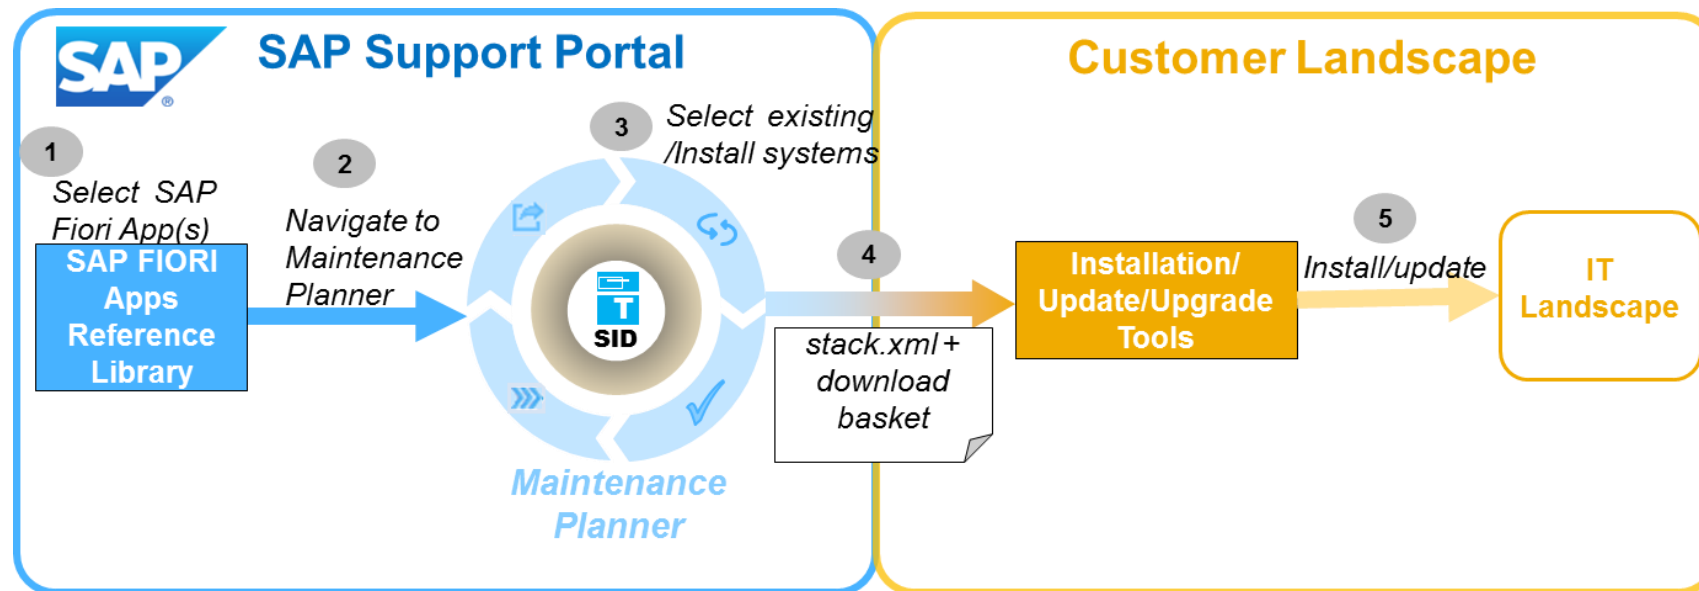 SAP
®
SAP Support Portal
Customer Landscape
1
Select SAP
Fiori App(s)
SAP FIORI
Apps
Reference
Library
2
Navigate to
Maintenance
Planner
3
Select existing
/Install systems
T
SID
Maintenance
Planner
4
stack.xml +
download
basket
Installation/
Update/Upgrade
Tools
5
Install/update
IT
Landscape